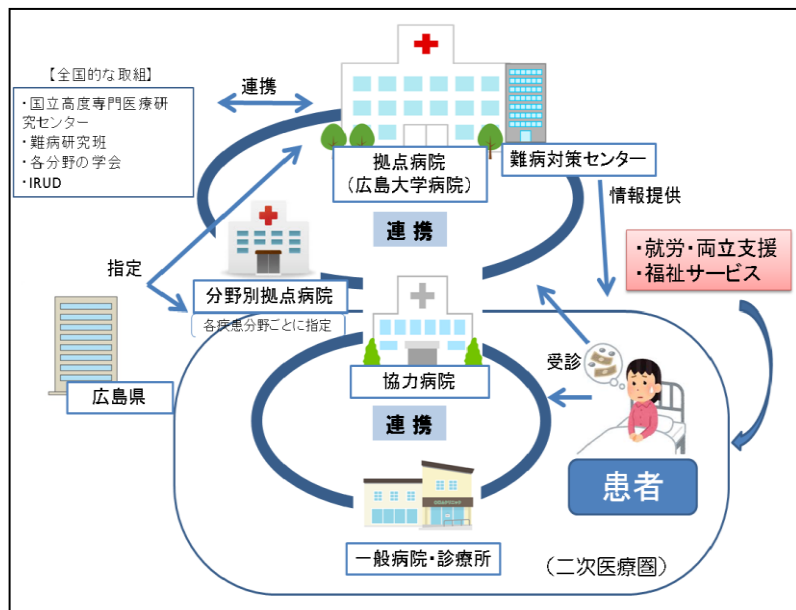 【全国的な取組】
・国立高度専門医療研
究センター
・難病研究班
・各分野の学会
・IRUD
連携
拠点病院
（広島大学病院）
難病対策センター
情報提供
連 携
・就労・両立支援
・福祉サービス
指定
分野別拠点病院
各疾患分野ごとに指定
広島県
受診
協力病院
連 携
患者
一般病院・診療所
（二次医療圏）